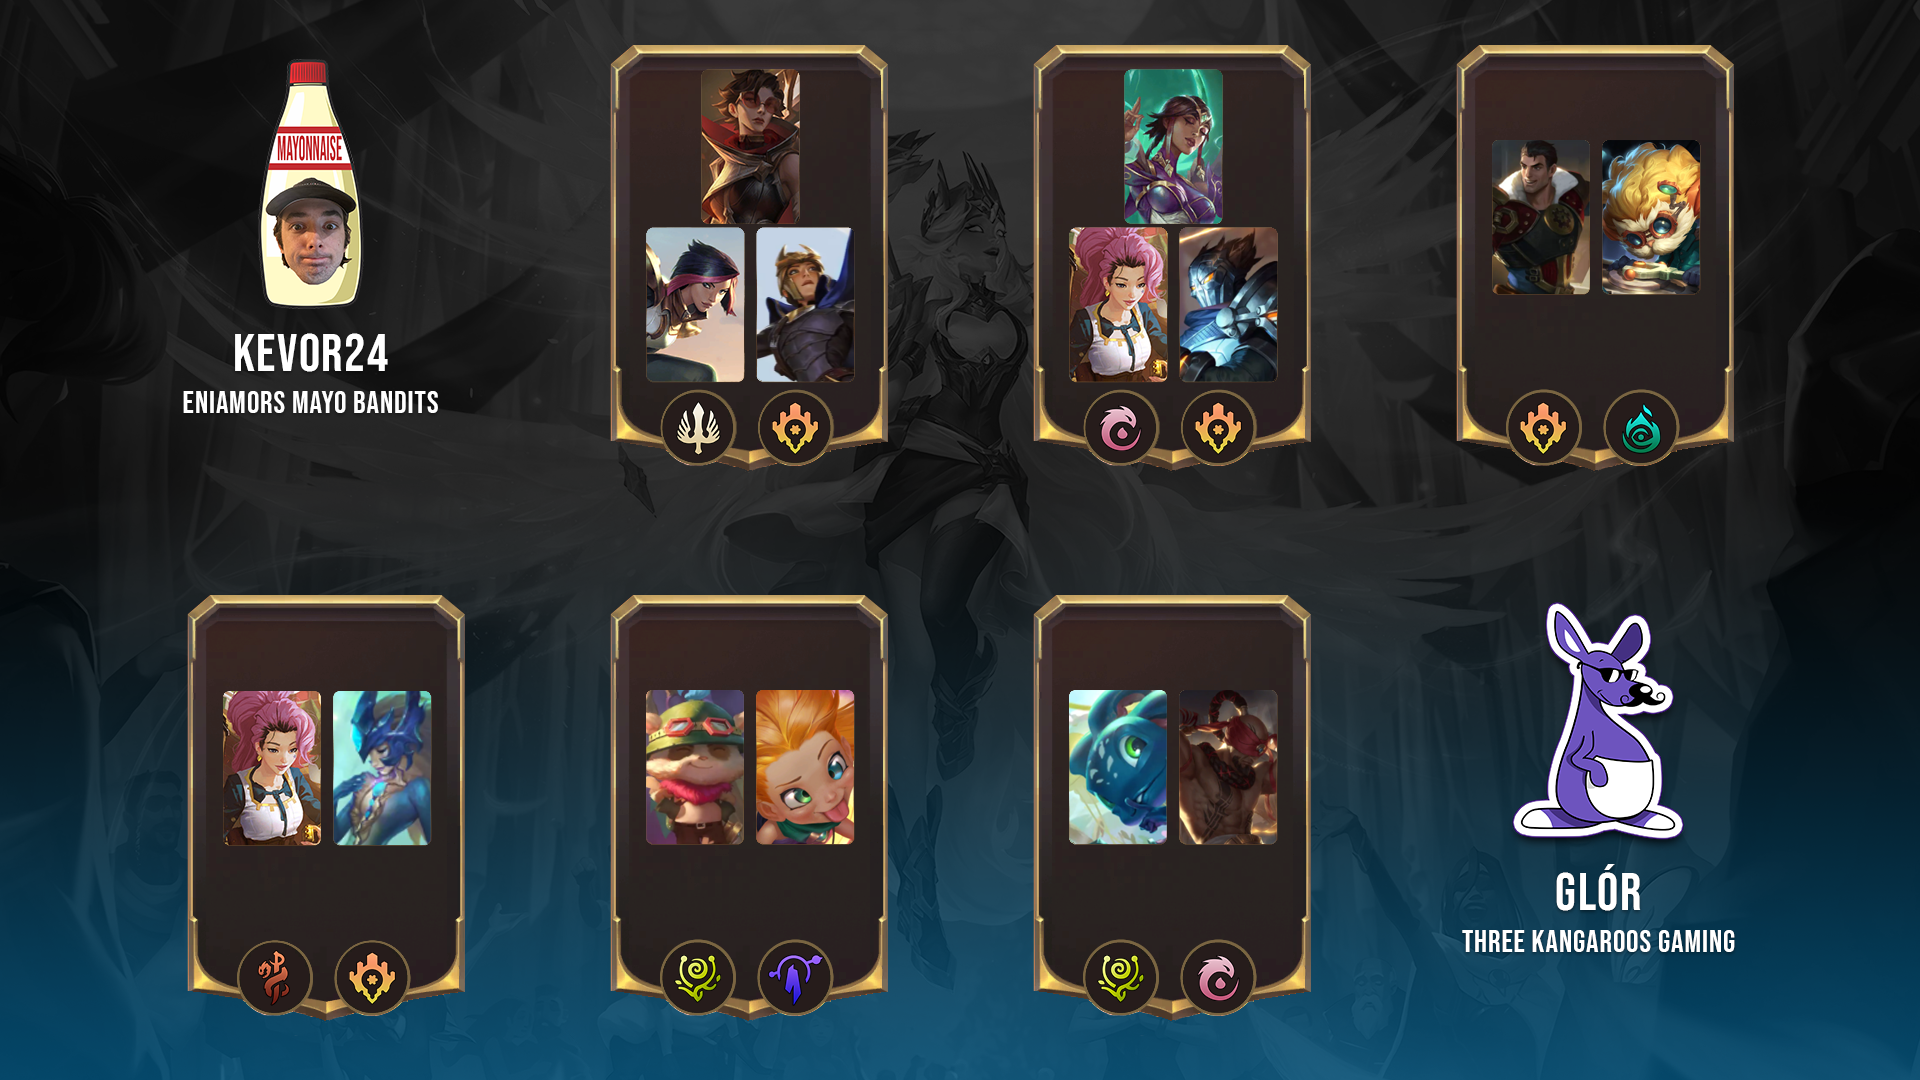 MAYONNAISE
KEVOR24
ENIAMORS MAYO BANDITS
GLÓR
THREE KANGAROOS GAMING